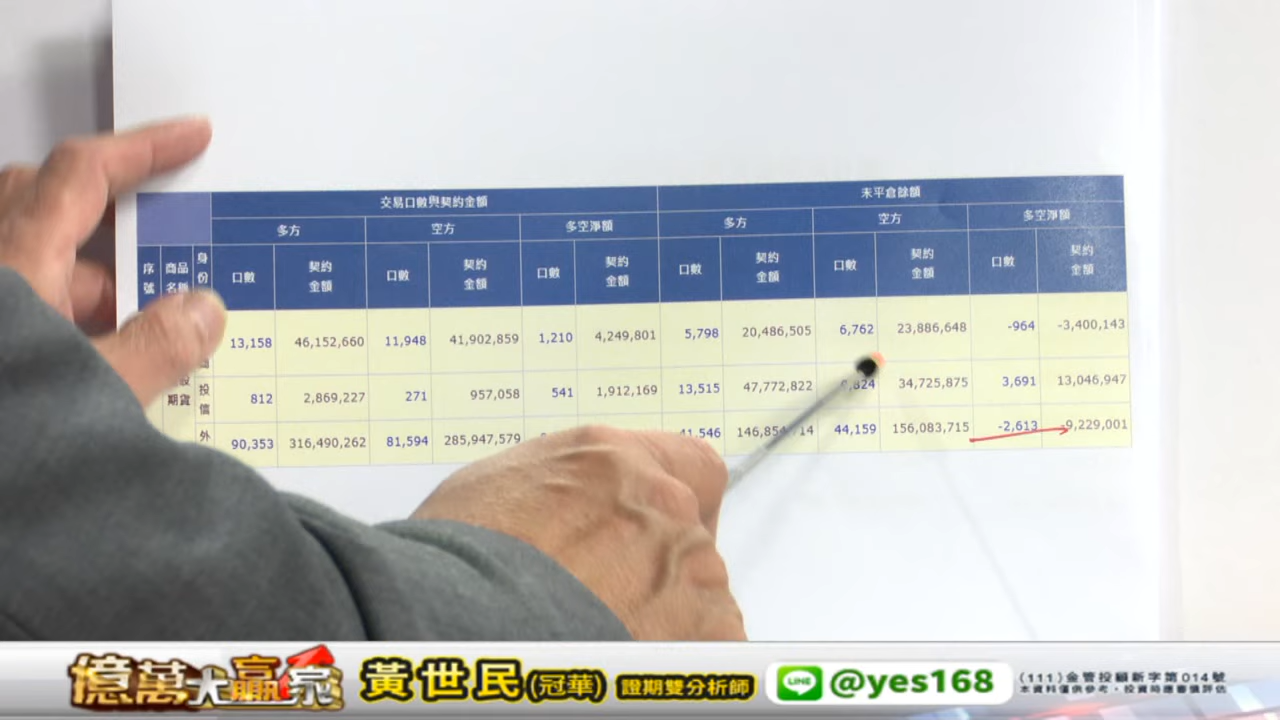 交易口數與契約金額 未平倉餘額
多方 空方 多空淨額 多方 空方 多空淨額
序號 商品名稱 身份 口數 契約金額 口數 契約金額 口數 契約金額 口數 契約金額 口數 契約金額 口數 契約金額
13,158 46,152,660 11,948 41,902,859 1,210 4,249,801 5,798 20,486,505 6,762 23,886,648 -964 -3,400,143
期貨 投信 812 2,869,227 271 957,058 541 1,912,169 13,515 47,772,822 34,725,875 3,691 13,046,947
外 90,353 316,490,262 81,594 285,947,579 44,159 156,083,715 -2,613 -9,229,001
億萬大贏家 黃世民(冠華) 證期雙分析師 LINE @yes168
(111)金管投顧新字第014號
本資料僅供參考，投資時應審慎評估